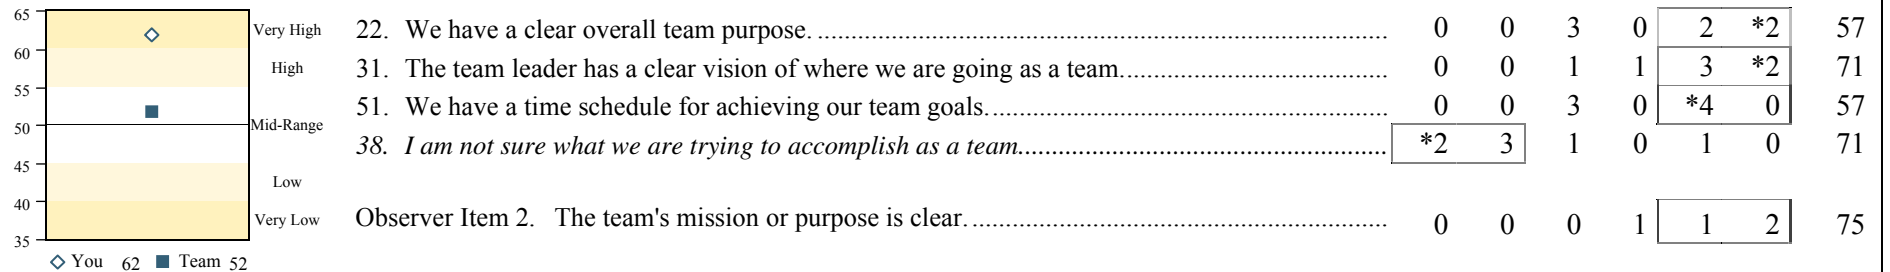 65
60
55
50
45
40
35
Very High
High
Mid-Range
Low
Very Low
You 62 Team 52
22. We have a clear overall team purpose. 0 0 3 0 2 *2 57
31. The team leader has a clear vision of where we are going as a team. 0 0 1 1 3 *2 71
51. We have a time schedule for achieving our team goals. 0 0 3 0 *4 0 57
38. I am not sure what we are trying to accomplish as a team. *2 3 1 0 1 0 71
Observer Item 2. The team's mission or purpose is clear. 0 0 0 1 1 2 75